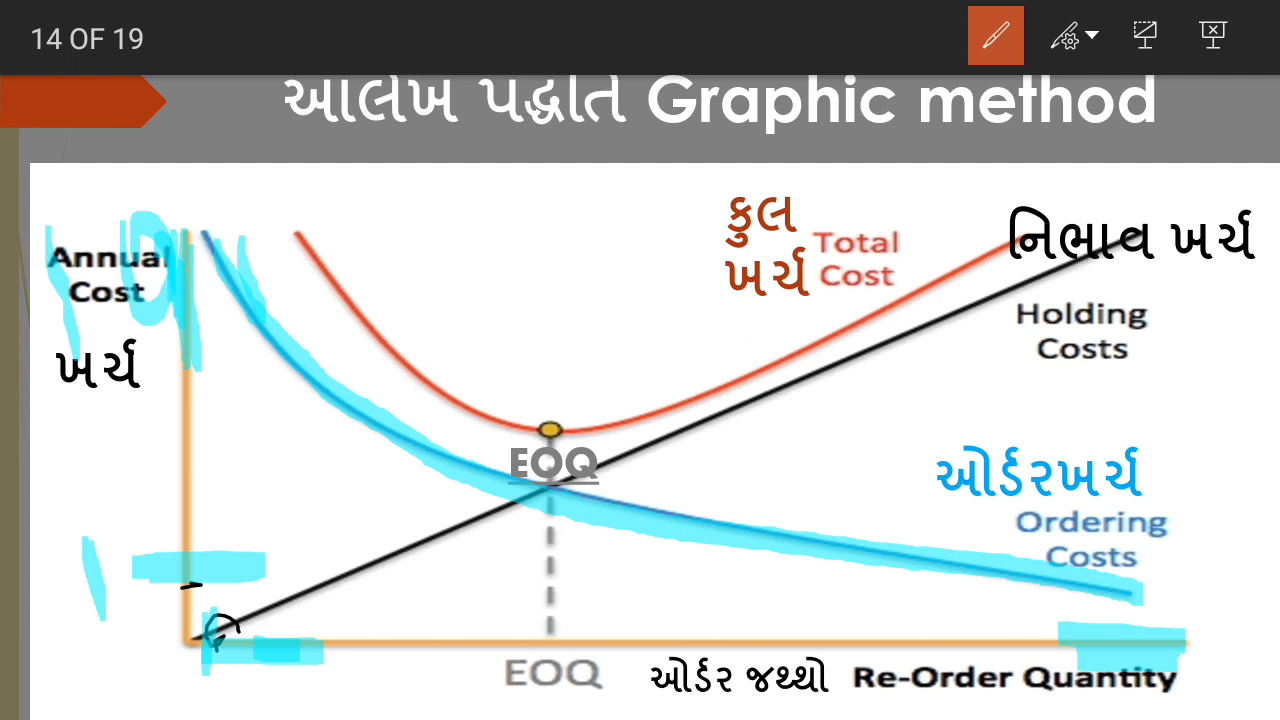 14 OF 19
આલેખ પદ્ધતિ Graphic method
કુલ
ખર્ચ
Total
Cost
નિભાવ ખર્ચ
Annual
Cost
ખર્ચ
Holding
Costs
EOQ
ઓર્ડરખર્ચ
Ordering
Costs
EOQ
ઓર્ડર જથ્થો Re-Order Quantity